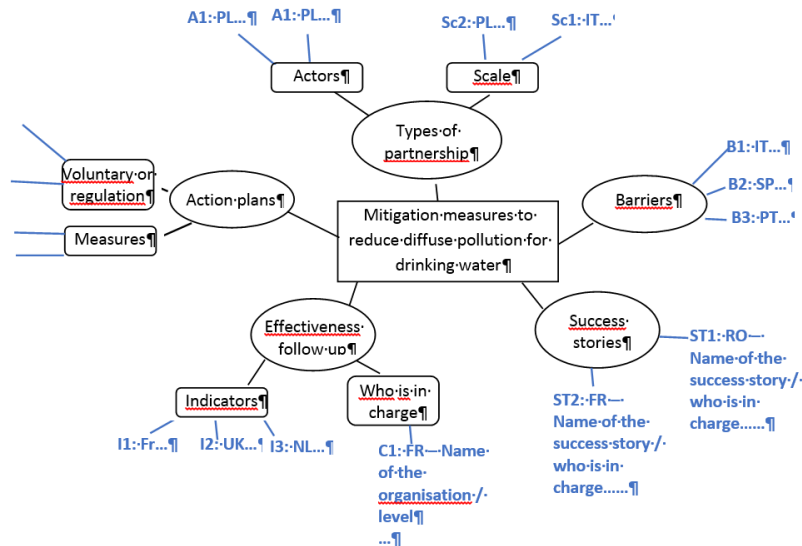 A1: PL...¶
A1: PL...¶
Sc2: PL...¶
Sc1: IT...
Actors¶
Scale¶
Types of
partnership¶
Voluntary or
regulation¶
Action plans¶
Measures¶
Mitigation measures to
reduce diffuse pollution for
drinking water¶
Barriers¶
B1: IT...¶
B2: SP...
B3: PT...¶
Effectiveness
follow up¶
Success
stories¶
Indicators¶
Who is in
charge¶
I1: Fr...¶
I2: UK...
I3: NL...¶
C1: FR – Name
of the
organisation /
level¶
...¶
ST2: FR –
Name of the
success story /
who is in
charge......¶
ST1: RO –
Name of the
success story /
who is in
charge......¶